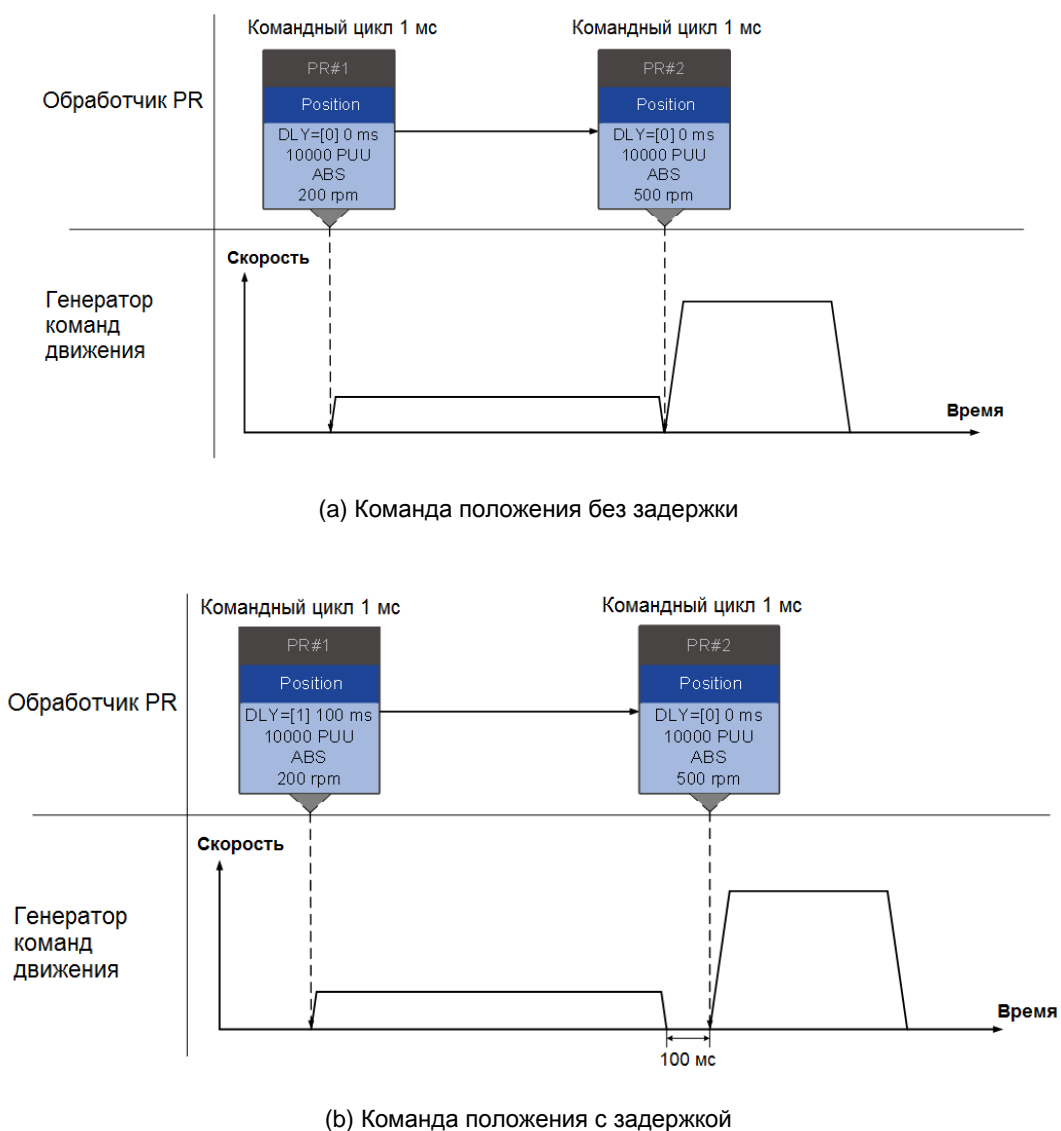 Командный цикл 1 мс
Командный цикл 1 мс
Обработчик PR
PR#1
Position
DLY=[0] 0 ms
10000 PUU
ABS
200 rpm
PR#2
Position
DLY=[0] 0 ms
10000 PUU
ABS
500 rpm
Генератор
команд
движения
Скорость
Время
(a) Команда положения без задержки
Командный цикл 1 мс
Командный цикл 1 мс
Обработчик PR
PR#1
Position
DLY=[1] 100 ms
10000 PUU
ABS
200 rpm
PR#2
Position
DLY=[0] 0 ms
10000 PUU
ABS
500 rpm
Генератор
команд
движения
Скорость
Время
100 мс
(b) Команда положения с задержкой